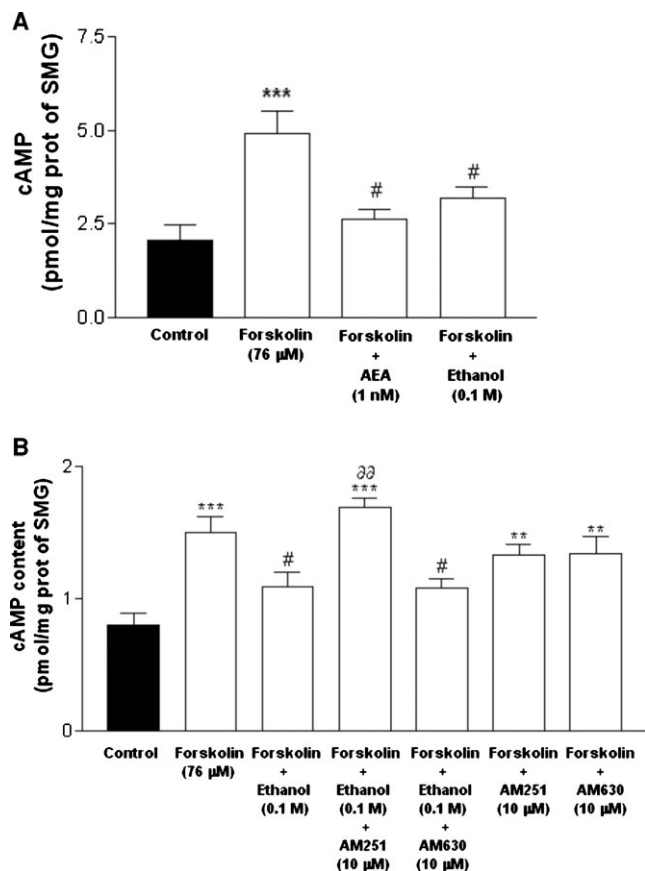 A
cAMP
(pmol/mg prot of SMG)
7.5
5.0
2.5
0.0
***
#
#
Control
Forskolin
(76 µM)
Forskolin
+
AEA
(1 nM)
Forskolin
+
Ethanol
(0.1 M)
B
cAMP content
(pmol/mg prot of SMG)
2
1
0
***
#
∂∂
***
#
**
**
Control
Forskolin
(76 µM)
Forskolin
+
Ethanol
(0.1 M)
Forskolin
+
Ethanol
(0.1 M)
+
AM251
(10 µM)
Forskolin
+
Ethanol
(0.1 M)
+
AM630
(10 µM)
Forskolin
+
AM251
(10 µM)
Forskolin
+
AM630
(10 µM)